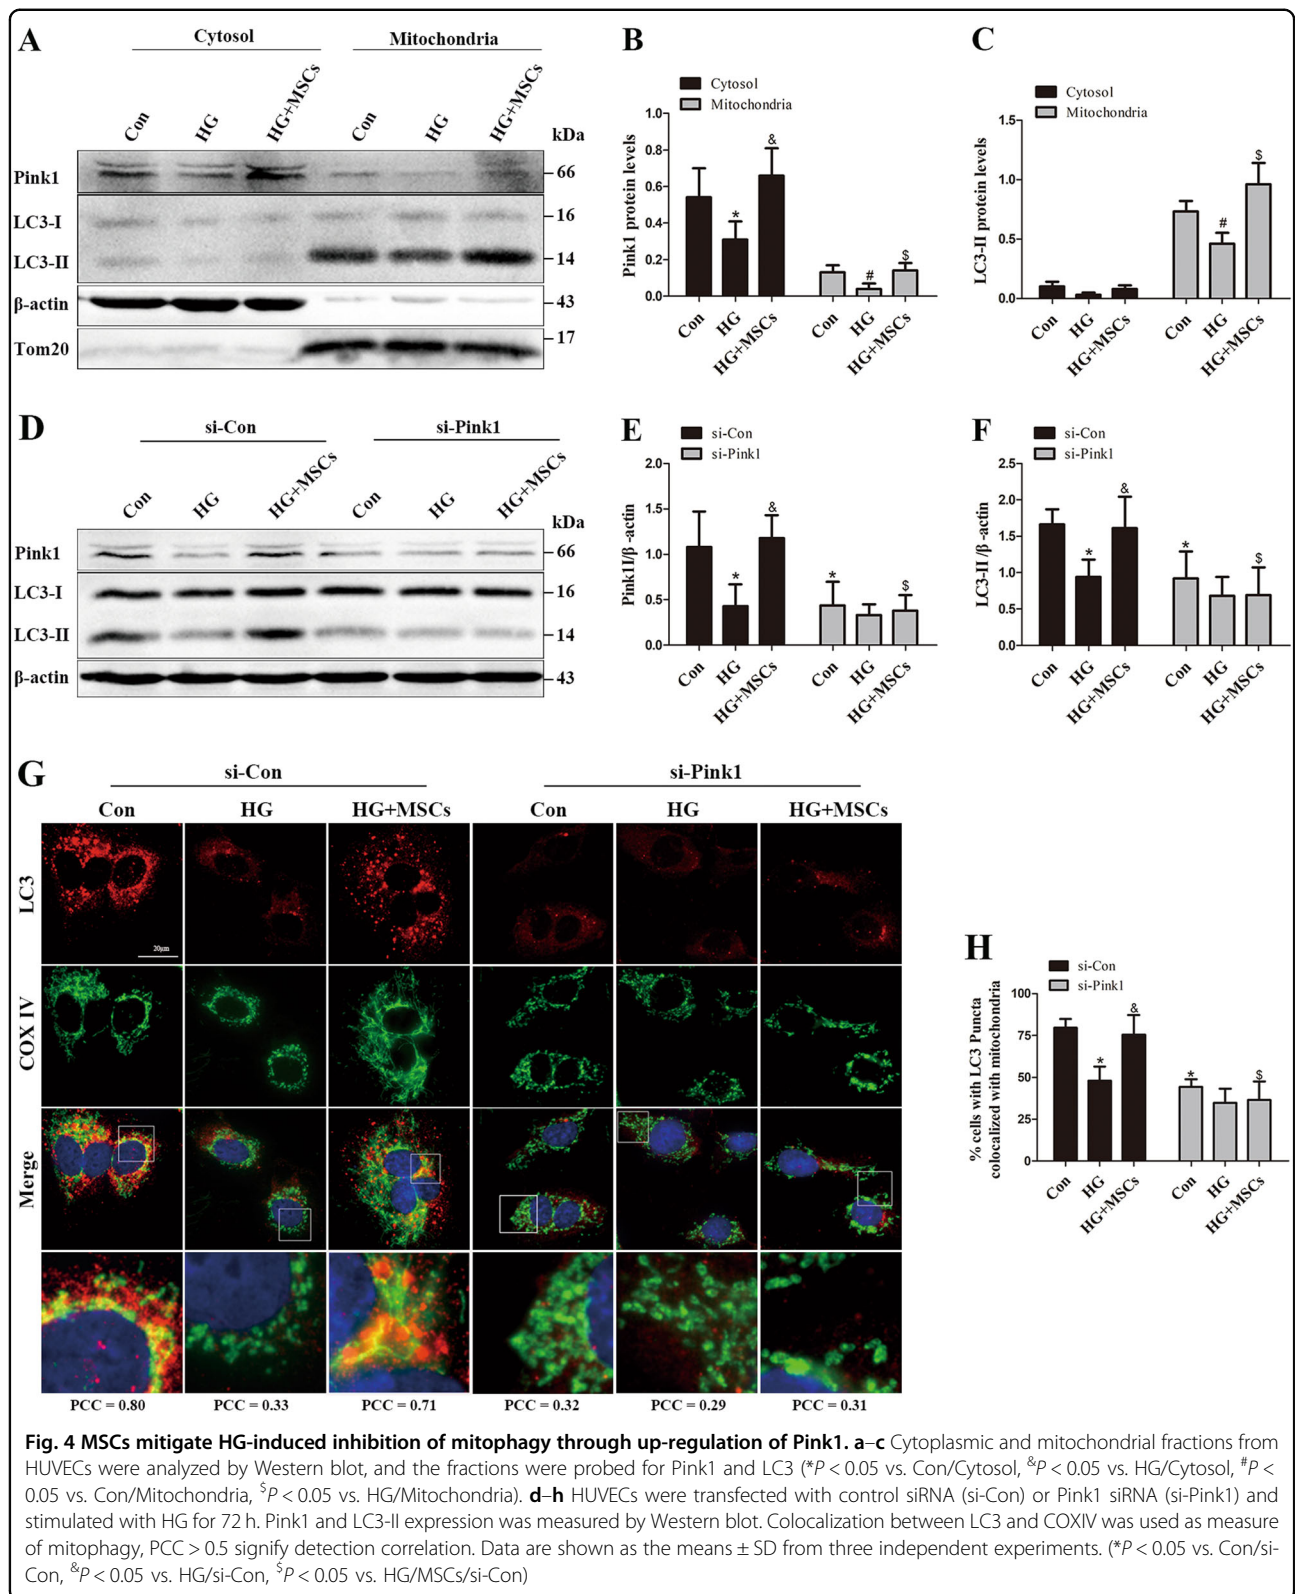 A
Cytosol
Mitochondria
Con
HG
HG+MSCs
Con
HG
HG+MSCs
kDa
Pink1
66
LC3-I
16
LC3-II
14
β-actin
43
Tom20
17
B
Cytosol
Mitochondria
Pink1 protein levels
1.0
0.8
0.6
0.4
0.2
0.0
*
&
#
$
Con
HG
HG+MSCs
Con
HG
HG+MSCs
C
Cytosol
Mitochondria
LC3-II protein levels
1.5
1.0
0.5
0.0
#
$
Con
HG
HG+MSCs
Con
HG
HG+MSCs
D
si-Con
si-Pink1
Con
HG
HG+MSCs
Con
HG
HG+MSCs
kDa
Pink1
66
LC3-I
16
LC3-II
14
β-actin
43
E
si-Con
si-Pink1
Pink1I/β -actin
2.0
1.5
1.0
0.5
0.0
*
&
*
$
Con
HG
HG+MSCs
Con
HG
HG+MSCs
F
si-Con
si-Pink1
LC3-II /β -actin
2.5
2.0
1.5
1.0
0.5
0.0
*
&
*
$
Con
HG
HG+MSCs
Con
HG
HG+MSCs
G
si-Con
si-Pink1
Con
HG
HG+MSCs
Con
HG
HG+MSCs
LC3
20μm
COX IV
Merge
PCC = 0.80
PCC = 0.33
PCC = 0.71
PCC = 0.32
PCC = 0.29
PCC = 0.31
H
si-Con
si-Pink1
% cells with LC3 Puncta
colocalized with mitochondria
100
75
50
25
0
*
&
*
$
Con
HG
HG+MSCs
Con
HG
HG+MSCs
Fig. 4 MSCs mitigate HG-induced inhibition of mitophagy through up-regulation of Pink1. a–c Cytoplasmic and mitochondrial fractions from
HUVECs were analyzed by Western blot, and the fractions were probed for Pink1 and LC3 (*P < 0.05 vs. Con/Cytosol, &P < 0.05 vs. HG/Cytosol, #P <
0.05 vs. Con/Mitochondria, $P < 0.05 vs. HG/Mitochondria). d–h HUVECs were transfected with control siRNA (si-Con) or Pink1 siRNA (si-Pink1) and
stimulated with HG for 72 h. Pink1 and LC3-II expression was measured by Western blot. Colocalization between LC3 and COXIV was used as measure
of mitophagy, PCC > 0.5 signify detection correlation. Data are shown as the means ± SD from three independent experiments. (*P < 0.05 vs. Con/si-
Con, &P < 0.05 vs. HG/si-Con, $P < 0.05 vs. HG/MSCs/si-Con)